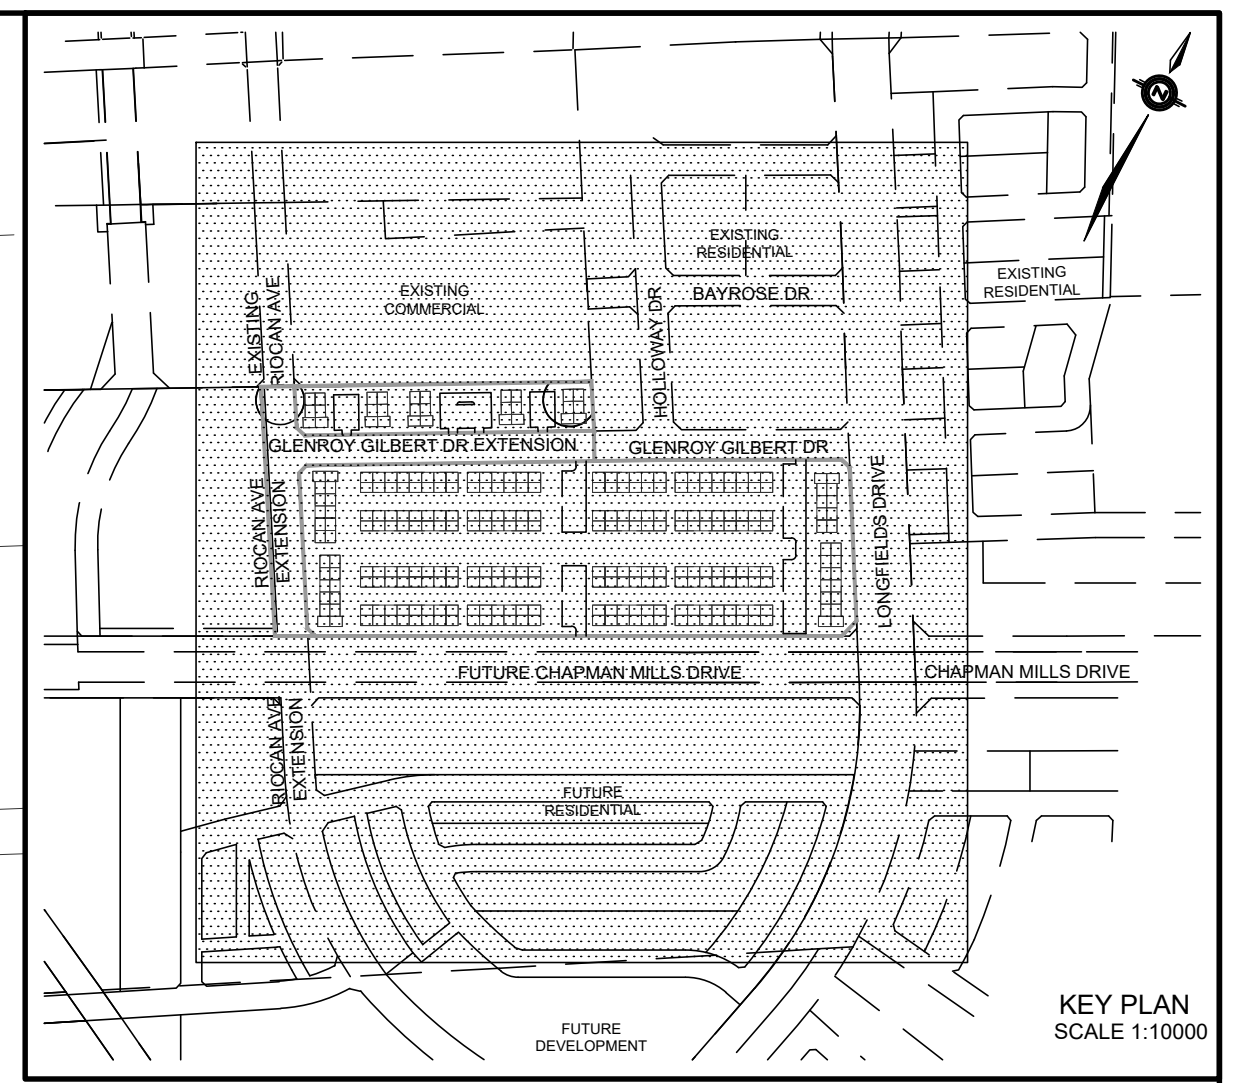 N
EXISTING
RESIDENTIAL
EXISTING
RESIDENTIAL
EXISTING
COMMERCIAL
BAYROSE DR
HOLLOWAY DR
EXISTING
RIOCAN AVE
GLENROY GILBERT DR EXTENSION
GLENROY GILBERT DR
RIOCAN AVE
EXTENSION
LONGFIELDS DRIVE
FUTURE CHAPMAN MILLS DRIVE
CHAPMAN MILLS DRIVE
RIOCAN AVE
EXTENSION
FUTURE
RESIDENTIAL
KEY PLAN
SCALE 1:10000
FUTURE
DEVELOPMENT